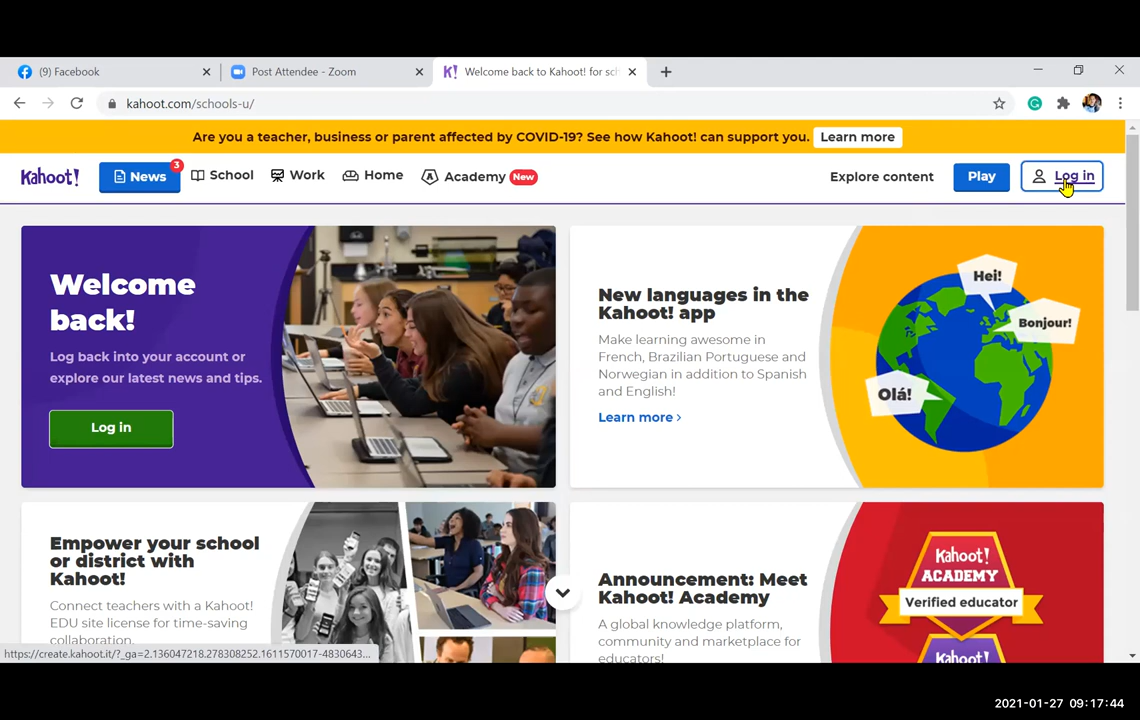 (9) Facebook
Post Attendee - Zoom
K! Welcome back to Kahoot! for sch
kahoot.com/schools-u/
Are you a teacher, business or parent affected by COVID-19? See how Kahoot! can support you. Learn more
Kahoot! News 3 School Work Home Academy New Explore content Play Log in
Welcome
back!
Log back into your account or
explore our latest news and tips.
Log in
New languages in the
Kahoot! app
Make learning awesome in
French, Brazilian Portuguese and
Norwegian in addition to Spanish
and English!
Learn more ›
Hei!
Bonjour!
Olá!
Empower your school
or district with
Kahoot!
Connect teachers with a Kahoot!
EDU site license for time-saving
collaboration.
Announcement: Meet
Kahoot! Academy
A global knowledge platform,
community and marketplace for
educators!
Kahoot!
ACADEMY
Verified educator
Kahoot!
https://create.kahoot.it/?_ga=2.136047218.278308252.1611570017-4830643...
2021-01-27 09:17:44